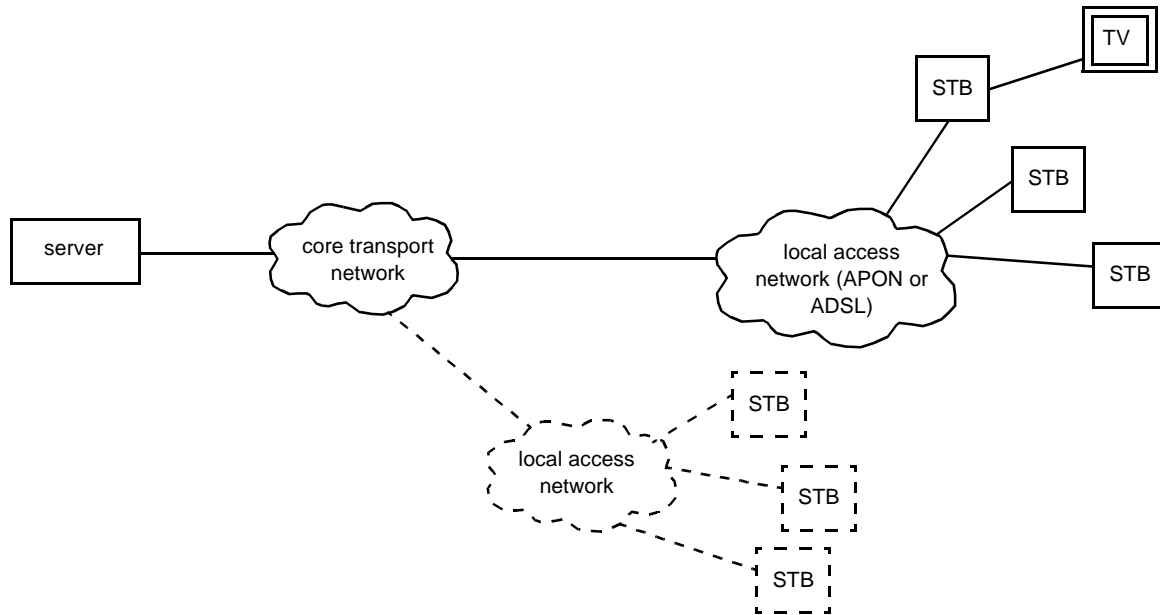 TV
STB
STB
server
core transport
network
local access
network (APON or
ADSL)
STB
STB
local access
network
STB
STB